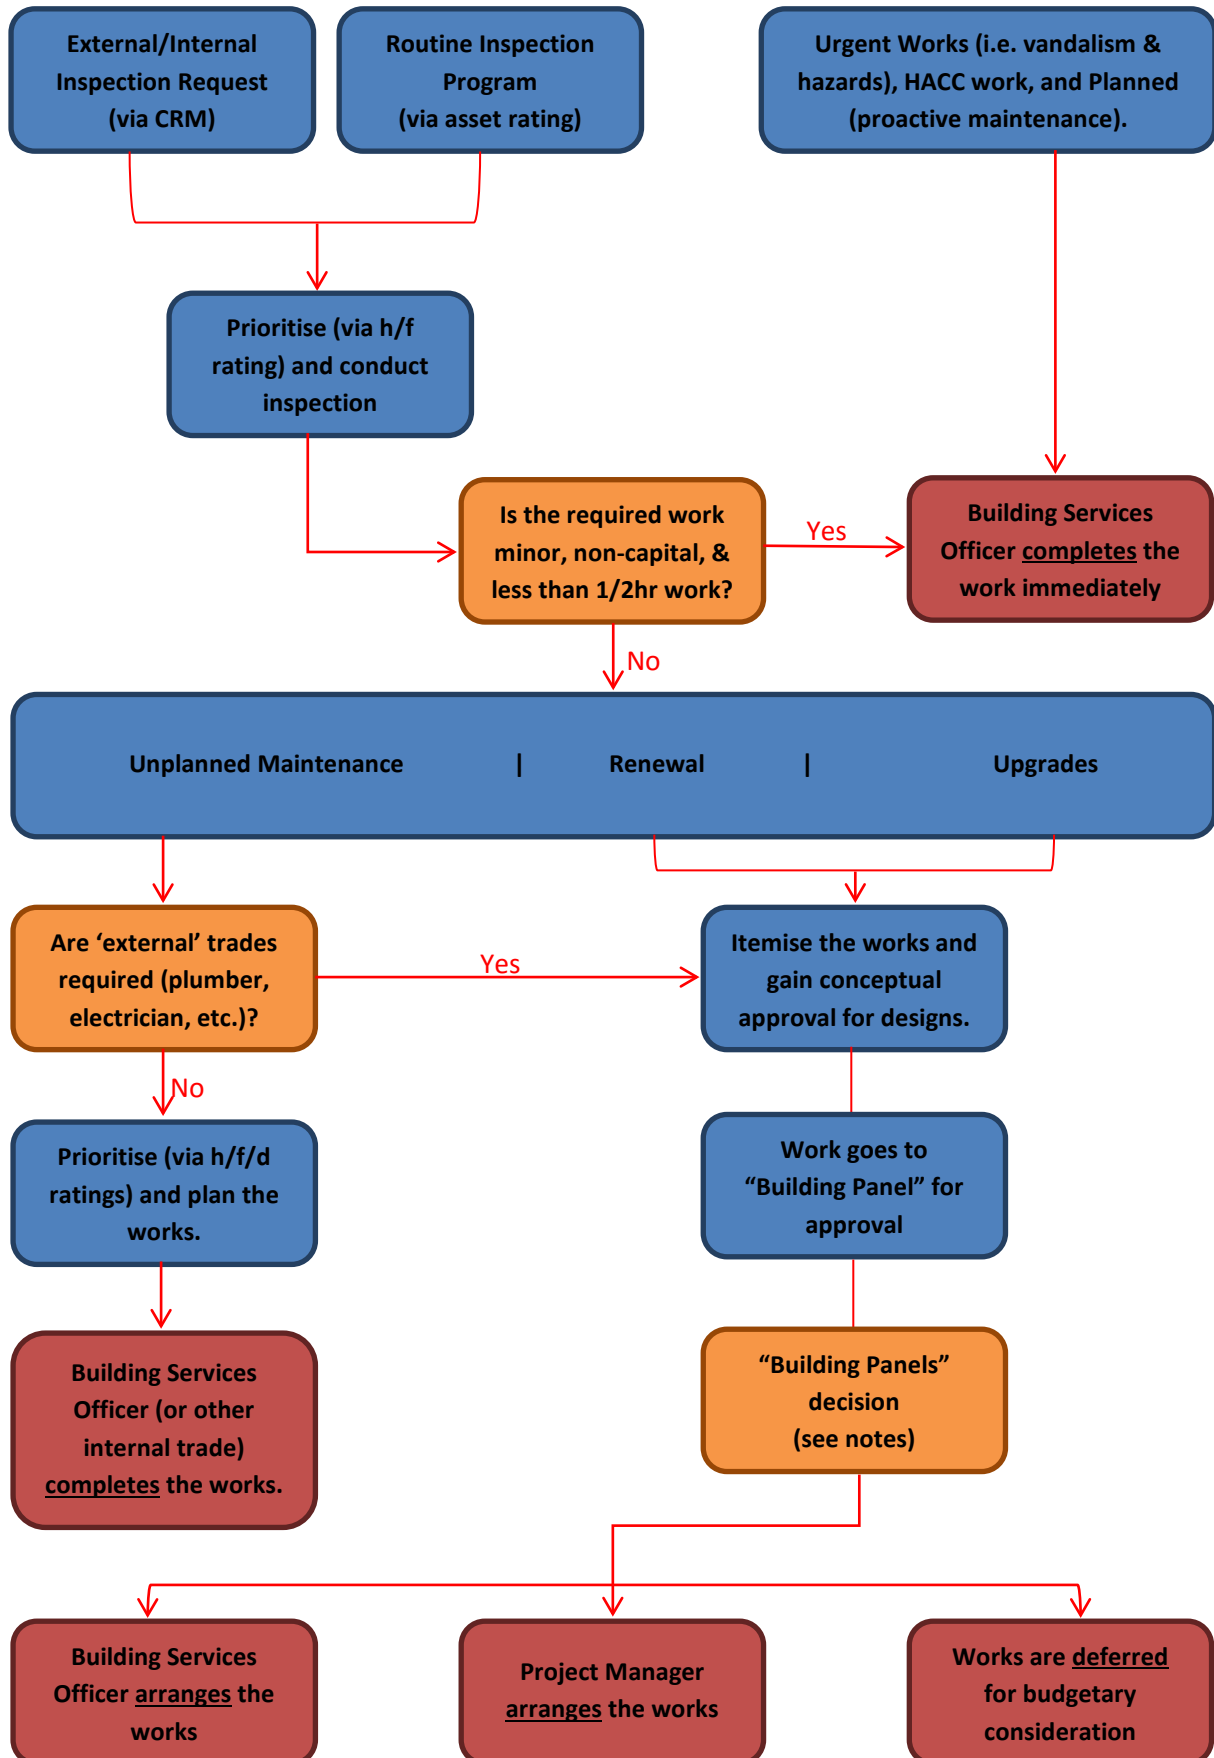 External/Internal
Inspection Request
(via CRM)
Routine Inspection
Program
(via asset rating)
Urgent Works (i.e. vandalism &
hazards), HACC work, and Planned
(proactive maintenance).
Prioritise (via h/f
rating) and conduct
inspection
Is the required work
minor, non-capital, &
less than 1/2hr work?
Yes
Building Services
Officer completes the
work immediately
No
Unplanned Maintenance | Renewal | Upgrades
Are ‘external’ trades
required (plumber,
electrician, etc.)?
Yes
Itemise the works and
gain conceptual
approval for designs.
No
Prioritise (via h/f/d
ratings) and plan the
works.
Work goes to
“Building Panel” for
approval
Building Services
Officer (or other
internal trade)
completes the works.
“Building Panels”
decision
(see notes)
Building Services
Officer arranges the
works
Project Manager
arranges the works
Works are deferred
for budgetary
consideration